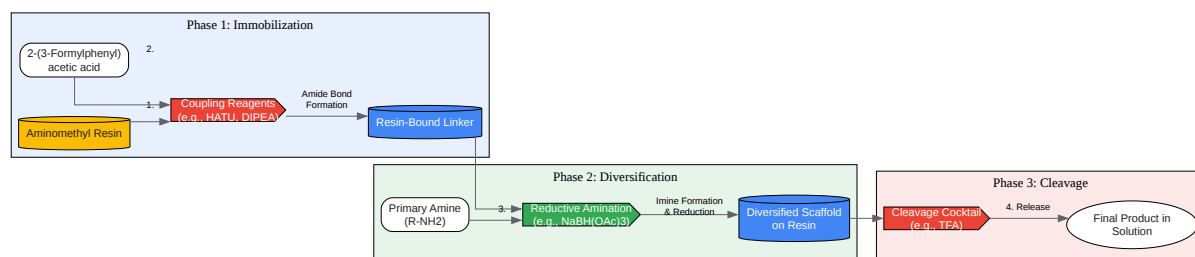 Phase 1: Immobilization
2-(3-Formylphenyl)
acetic acid
2.
1.
Coupling Reagents
(e.g., HATU, DIPEA)
Amide Bond
Formation
Aminomethyl Resin
Resin-Bound Linker
Phase 2: Diversification
Primary Amine
(R-NH2)
3.
Reductive Amination
(e.g., NaBH(OAc)3)
Imine Formation
& Reduction
Diversified Scaffold
on Resin
Phase 3: Cleavage
Cleavage Cocktail
(e.g., TFA)
4. Release
Final Product in
Solution